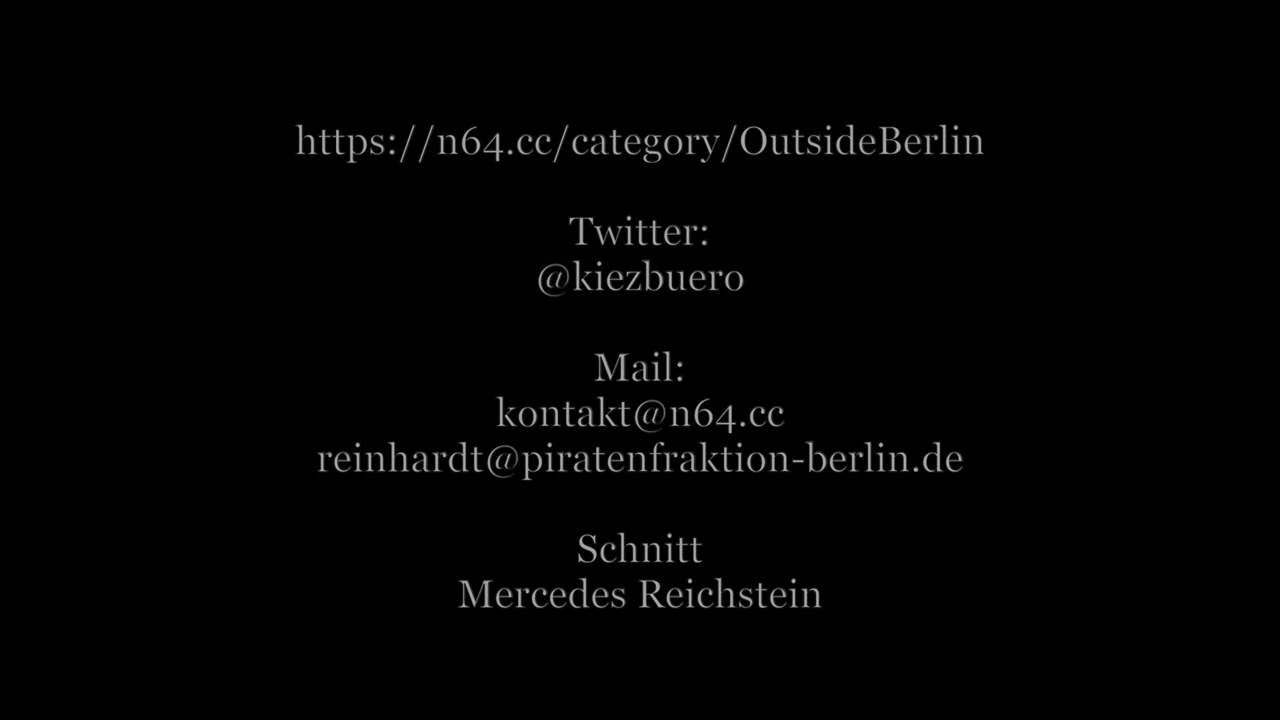 https://n64.cc/category/OutsideBerlin
Twitter:
@kiezbuero
Mail:
kontakt@n64.cc
reinhardt@piratenfraktion-berlin.de
Schnitt
Mercedes Reichstein